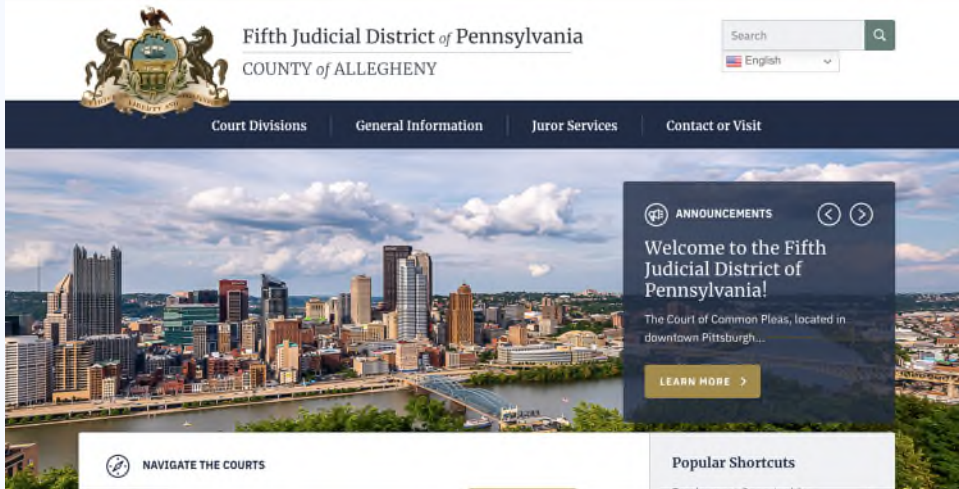 Fifth Judicial District of Pennsylvania
COUNTY of ALLEGHENY
Search
English
Court Divisions
General Information
Juror Services
Contact or Visit
ANNOUNCEMENTS
Welcome to the Fifth
Judicial District of
Pennsylvania!
The Court of Common Pleas, located in
downtown Pittsburgh...
LEARN MORE
NAVIGATE THE COURTS
Popular Shortcuts